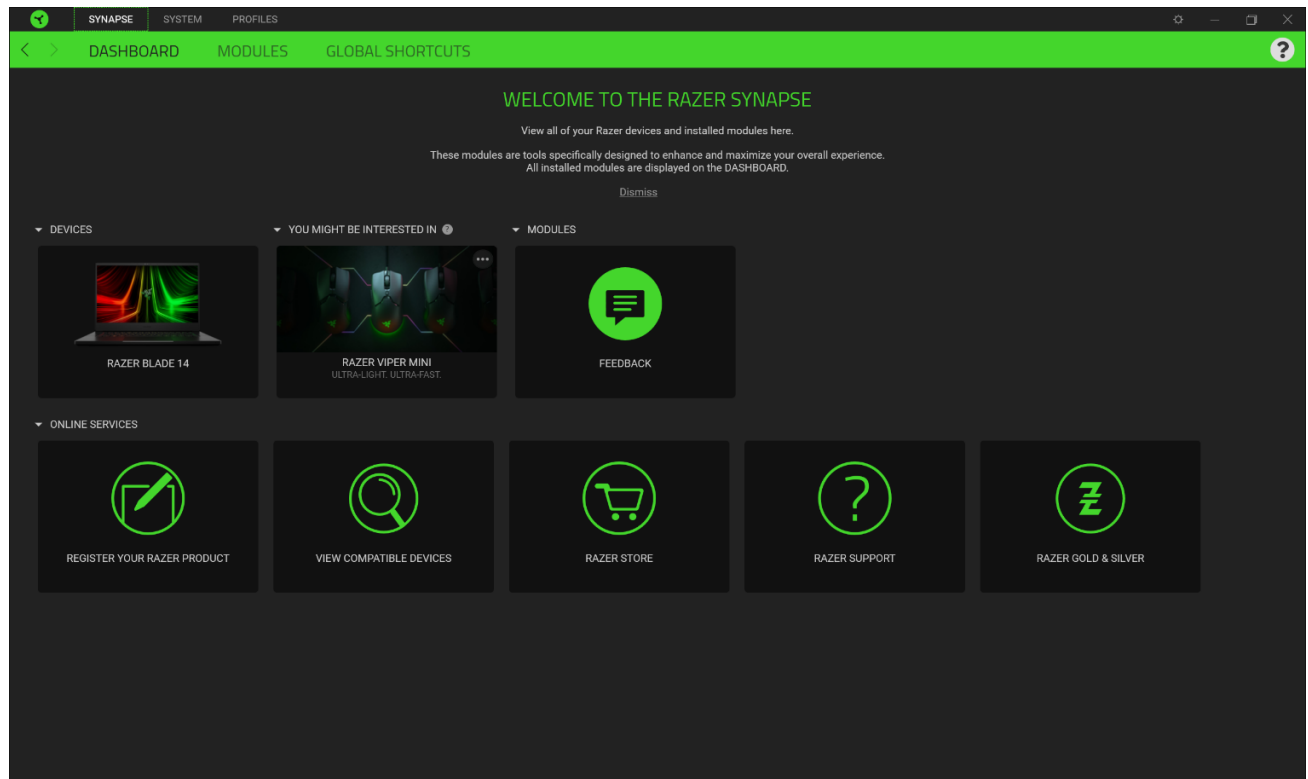 SYNAPSE
SYSTEM
PROFILES
DASHBOARD
MODULES
GLOBAL SHORTCUTS
?
WELCOME TO THE RAZER SYNAPSE
View all of your Razer devices and installed modules here.
These modules are tools specifically designed to enhance and maximize your overall experience.
All installed modules are displayed on the DASHBOARD.
Dismiss
DEVICES
YOU MIGHT BE INTERESTED IN ?
MODULES
RAZER BLADE 14
RAZER VIPER MINI
ULTRA-LIGHT. ULTRA-FAST.
FEEDBACK
ONLINE SERVICES
REGISTER YOUR RAZER PRODUCT
VIEW COMPATIBLE DEVICES
RAZER STORE
RAZER SUPPORT
RAZER GOLD & SILVER